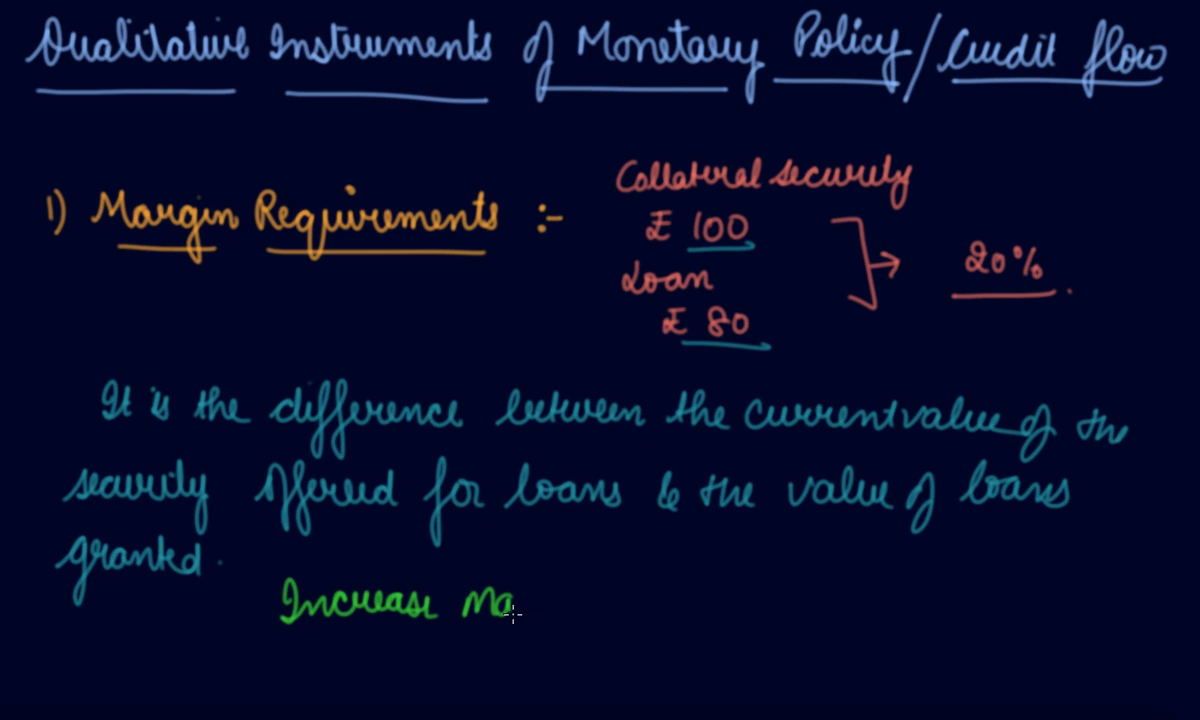 Qualitative Instruments of Monetary Policy/Credit flow
1) Margin Requirements :-
Collateral security
₤ 100
Loan
₤ 80
20%.
It is the difference between the current value of the
security offered for loans & the value of loans
granted.
Increase Ma